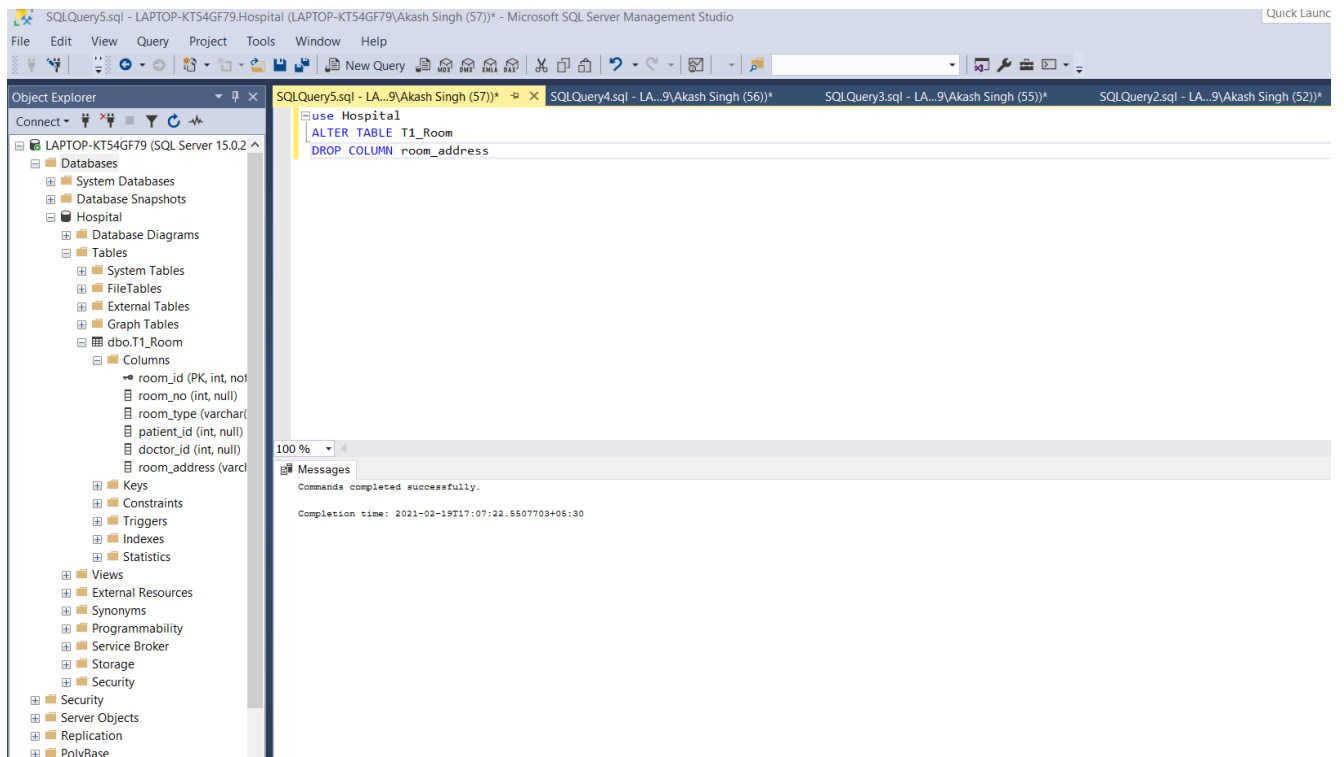 SQLQuery5.sql - LAPTOP-KT54GF79.Hospital (LAPTOP-KT54GF79\Akash Singh (57))* - Microsoft SQL Server Management Studio
Quick Launc
File Edit View Query Project Tools Window Help
New Query MDX DMX XMLA DAX
Object Explorer
SQLQuery5.sql - LA...9\Akash Singh (57))* SQLQuery4.sql - LA...9\Akash Singh (56))* SQLQuery3.sql - LA...9\Akash Singh (55))* SQLQuery2.sql - LA...9\Akash Singh (52))*
Connect
LAPTOP-KT54GF79 (SQL Server 15.0.2
Databases
System Databases
Database Snapshots
Hospital
Database Diagrams
Tables
System Tables
FileTables
External Tables
Graph Tables
dbo.T1_Room
Columns
room_id (PK, int, not
room_no (int, null)
room_type (varchar(
patient_id (int, null)
doctor_id (int, null)
room_address (varch
Keys
Constraints
Triggers
Indexes
Statistics
Views
External Resources
Synonyms
Programmability
Service Broker
Storage
Security
Security
Server Objects
Replication
PolyBase
use Hospital
ALTER TABLE T1_Room
DROP COLUMN room_address
100 %
Messages
Commands completed successfully.
Completion time: 2021-02-19T17:07:22.5507703+05:30